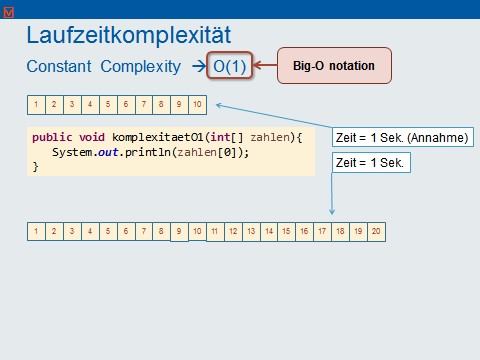 M
Laufzeitkomplexität
Constant Complexity → O(1)
Big-O notation
1 2 3 4 5 6 7 8 9 10
public void komplexitaetO1(int[] zahlen){
System.out.println(zahlen[0]);
}
Zeit = 1 Sek. (Annahme)
Zeit = 1 Sek.
1 2 3 4 5 6 7 8 9 10 11 12 13 14 15 16 17 18 19 20